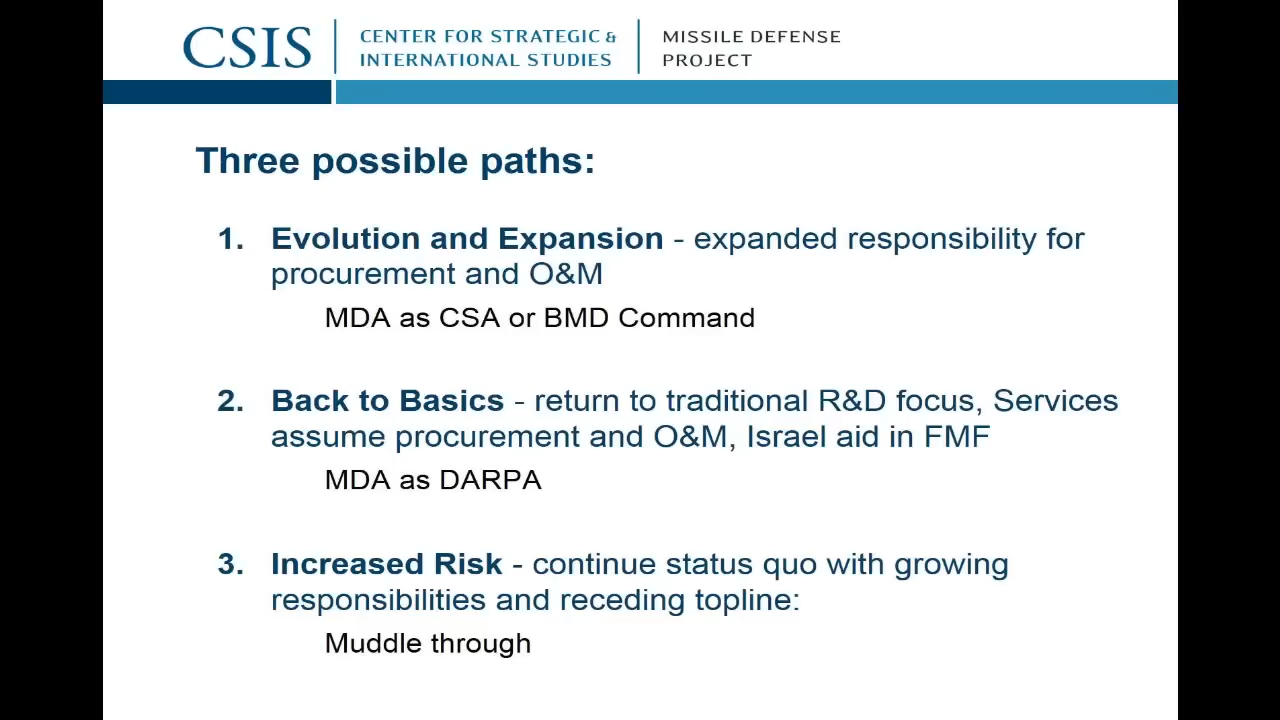 CSIS
CENTER FOR STRATEGIC &
INTERNATIONAL STUDIES
MISSILE DEFENSE
PROJECT
Three possible paths:
1. Evolution and Expansion - expanded responsibility for
procurement and O&M
MDA as CSA or BMD Command
2. Back to Basics - return to traditional R&D focus, Services
assume procurement and O&M, Israel aid in FMF
MDA as DARPA
3. Increased Risk - continue status quo with growing
responsibilities and receding topline:
Muddle through